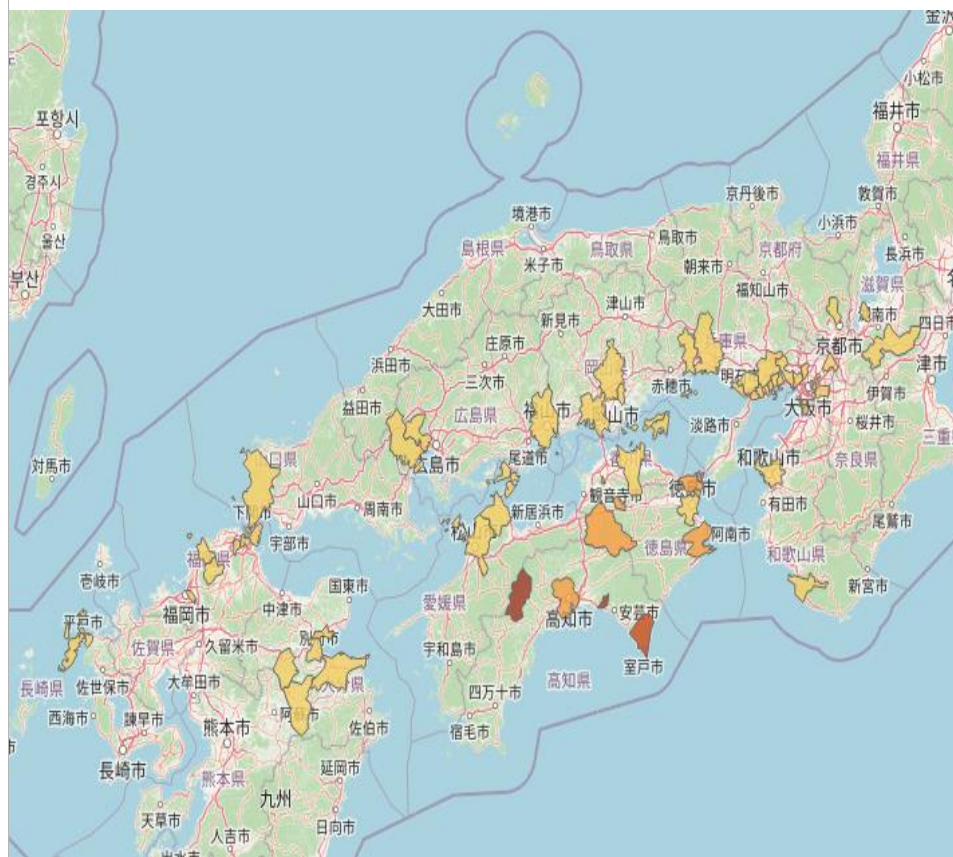 포항시
경주시
울산
부산
小松市
福井市
福井県
京丹後市
敦賀市
小浜市
境港市
鳥取市
島根県
鳥取県
京都府
長浜市
米子市
朝来市
福知山市
滋賀県
大田市
津山市
新見市
庄原市
四日市
京都市
津市
浜田市
三次市
赤穂市
伊賀市
益田市
広島県
大阪市
淡路市
桜井市
対馬市
広島市
尾道市
和歌山市
奈良県
山口市
周南市
観音寺市
有田市
尾鷲市
宇部市
新居浜市
阿南市
徳島県
和歌山県
新宮市
壱岐市
国東市
中津市
愛媛県
安芸市
平戸市
福岡市
高知市
佐賀県
久留米市
宇和島市
室戸市
長崎県
佐世保市
大牟田市
高知県
四万十市
西海市
諫早市
熊本市
佐伯市
宿毛市
長崎市
熊本県
延岡市
九州
天草市
人吉市
日向市